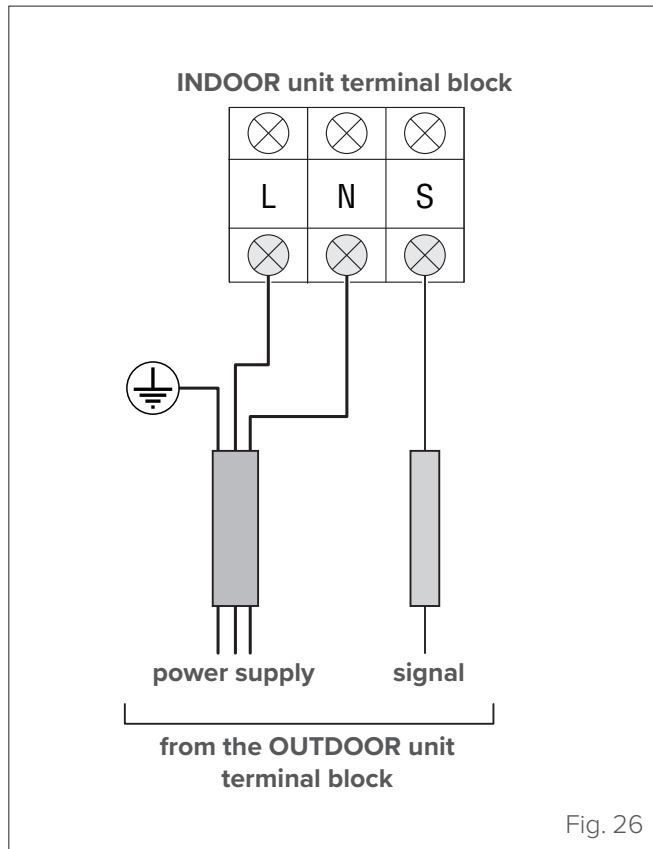 INDOOR unit terminal block
L N S
power supply signal
from the OUTDOOR unit
terminal block
Fig. 26